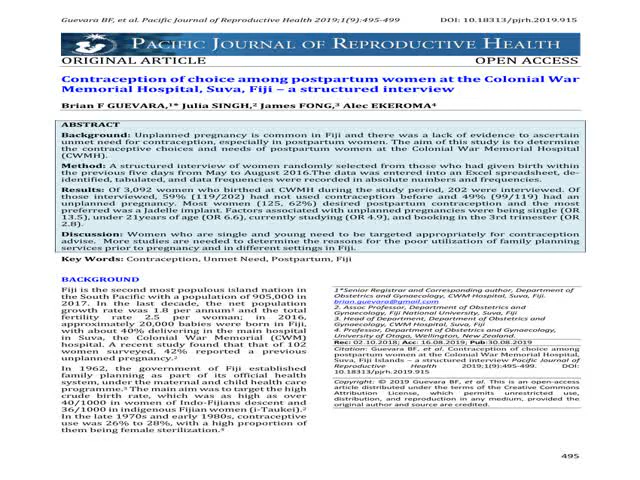 Guevara BF, et al. Pacific Journal of Reproductive Health 2019;1(9):495-499 DOI: 10.18313/pjrh.2019.915
PACIFIC JOURNAL OF REPRODUCTIVE HEALTH
ORIGINAL ARTICLE OPEN ACCESS
Contraception of choice among postpartum women at the Colonial War
Memorial Hospital, Suva, Fiji – a structured interview
Brian F GUEVARA,¹* Julia SINGH,² James FONG,³ Alec EKEROMA⁴
ABSTRACT
Background: Unplanned pregnancy is common in Fiji and there was a lack of evidence to ascertain
unmet need for contraception, especially in postpartum women. The aim of this study is to determine
the contraceptive choices and needs of postpartum women at the Colonial War Memorial Hospital
(CWMH).
Method: A structured interview of women randomly selected from those who had given birth within
the previous five days from May to August 2016.The data was entered into an Excel spreadsheet, de-
identified, tabulated, and data frequencies were recorded in absolute numbers and frequencies.
Results: Of 3,092 women who birthed at CWMH during the study period, 202 were interviewed. Of
those interviewed, 59% (119/202) had not used contraception before and 49% (99/119) had an
unplanned pregnancy. Most women (125, 62%) desired postpartum contraception and the most
preferred was a Jadelle implant. Factors associated with unplanned pregnancies were being single (OR
13.5), under 21years of age (OR 6.6), currently studying (OR 4.9), and booking in the 3rd trimester (OR
2.8).
Discussion: Women who are single and young need to be targeted appropriately for contraception
advise. More studies are needed to determine the reasons for the poor utilization of family planning
services prior to pregnancy and in different settings in Fiji.
Key Words: Contraception, Unmet Need, Postpartum, Fiji
BACKGROUND
Fiji is the second most populous island nation in
the South Pacific with a population of 905,000 in
2017. In the last decade, the net population
growth rate was 1.8 per annum¹ and the total
fertility rate 2.5 per woman; in 2016,
approximately 20,000 babies were born in Fiji,
with about 40% delivering in the main hospital
in Suva, the Colonial War Memorial (CWM)
hospital. A recent study found that of 102
women surveyed, 42% reported a previous
unplanned pregnancy.²
In 1962, the government of Fiji established
family planning as part of its official health
system, under the maternal and child health care
programme.³ The main aim was to target the high
crude birth rate, which was as high as over
40/1000 in women of Indo-Fijians descent and
36/1000 in indigenous Fijian women (i-Taukei).²
In the late 1970s and early 1980s, contraceptive
use was 26% to 28%, with a high proportion of
them being female sterilization.³
1*Senior Registrar and Corresponding author, Department of
Obstetrics and Gynaecology, CWM Hospital, Suva, Fiji.
brian.guevara@gmail.com
2. Assoc Professor, Department of Obstetrics and
Gynaecology, Fiji National University, Suva, Fiji
3. Head of Department, Department of Obstetrics and
Gynaecology, CWM Hospital, Suva, Fiji
4. Professor, Department of Obstetrics and Gynaecology,
University of Otago, Wellington, New Zealand.
Rec: 02.10.2018; Acc: 16.08.2019; Pub:30.08.2019
Citation: Guevara BF, et al. Contraception of choice among
postpartum women at the Colonial War Memorial Hospital,
Suva, Fiji Islands – a structured interview Pacific Journal of
Reproductive Health 2019;1(9):495-499. DOI:
10.18313/pjrh.2019.915
Copyright: © 2019 Guevara BF, et al. This is an open-access
article distributed under the terms of the Creative Commons
Attribution License, which permits unrestricted use,
distribution, and reproduction in any medium, provided the
original author and source are credited.
495